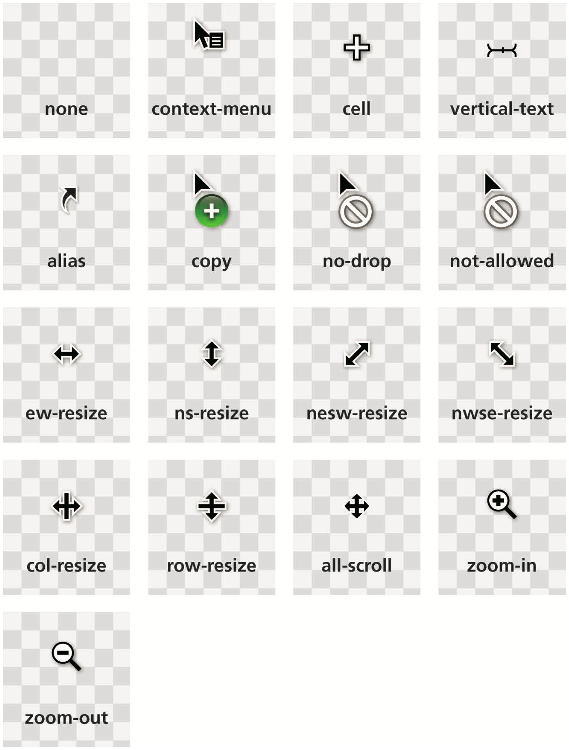 none
context-menu
cell
vertical-text
alias
copy
no-drop
not-allowed
ew-resize
ns-resize
nesw-resize
nwse-resize
col-resize
row-resize
all-scroll
zoom-in
zoom-out